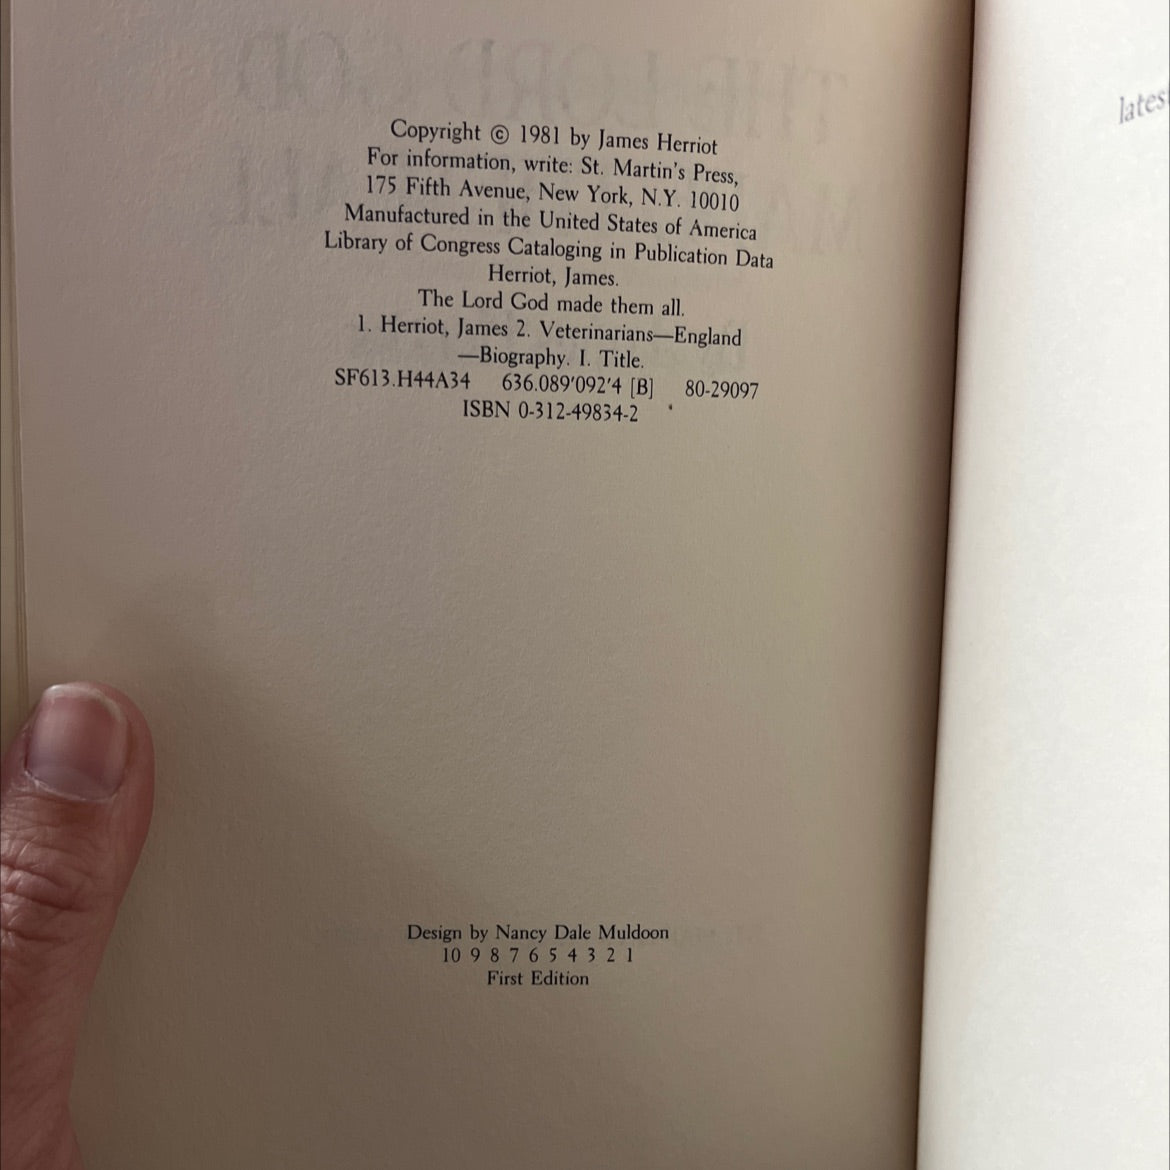 Copyright © 1981 by James Herriot
For information, write: St. Martin's Press,
175 Fifth Avenue, New York, N.Y. 10010
Manufactured in the United States of America
Library of Congress Cataloging in Publication Data
Herriot, James.
The Lord God made them all.
1. Herriot, James 2. Veterinarians—England
—Biography. I. Title.
SF613.H44A34 636.089'092'4 [B] 80-29097
ISBN 0-312-49834-2
Design by Nancy Dale Muldoon
10 9 8 7 6 5 4 3 2 1
First Edition